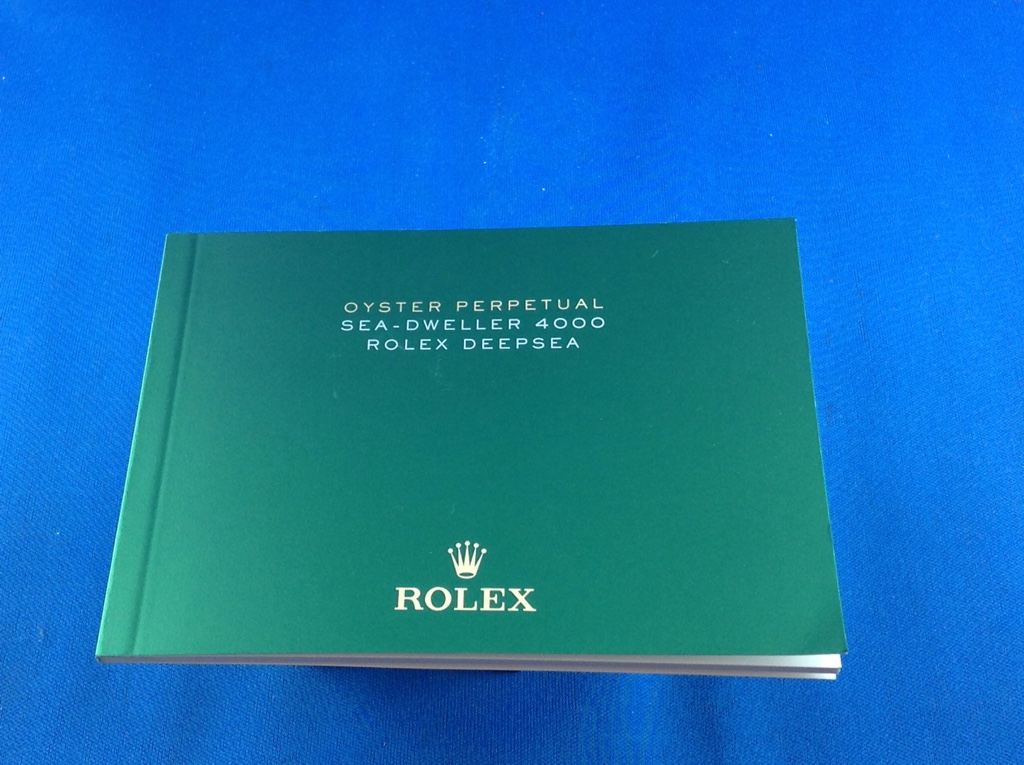 OYSTER PERPETUAL
SEA-DWELLER 4000
ROLEX DEEPSEA
ROLEX